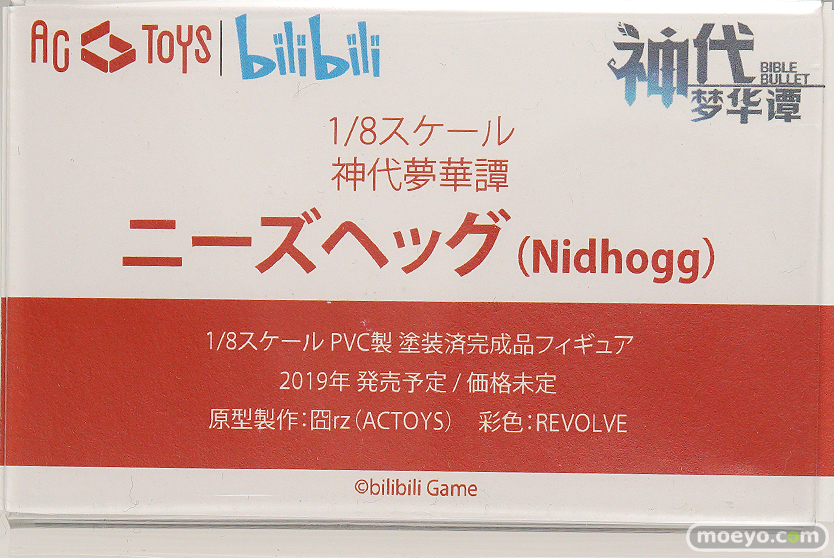 AC TOYS bilibili
神代梦华谭 BIBLE BULLET
1/8スケール
神代夢華譚
ニーズヘッグ（Nidhogg）
1/8スケール PVC製 塗装済完成品フィギュア
2019年 発売予定 / 価格未定
原型製作：囧rz（ACTOYS） 彩色：REVOLVE
©bilibili Game
moeyo.com